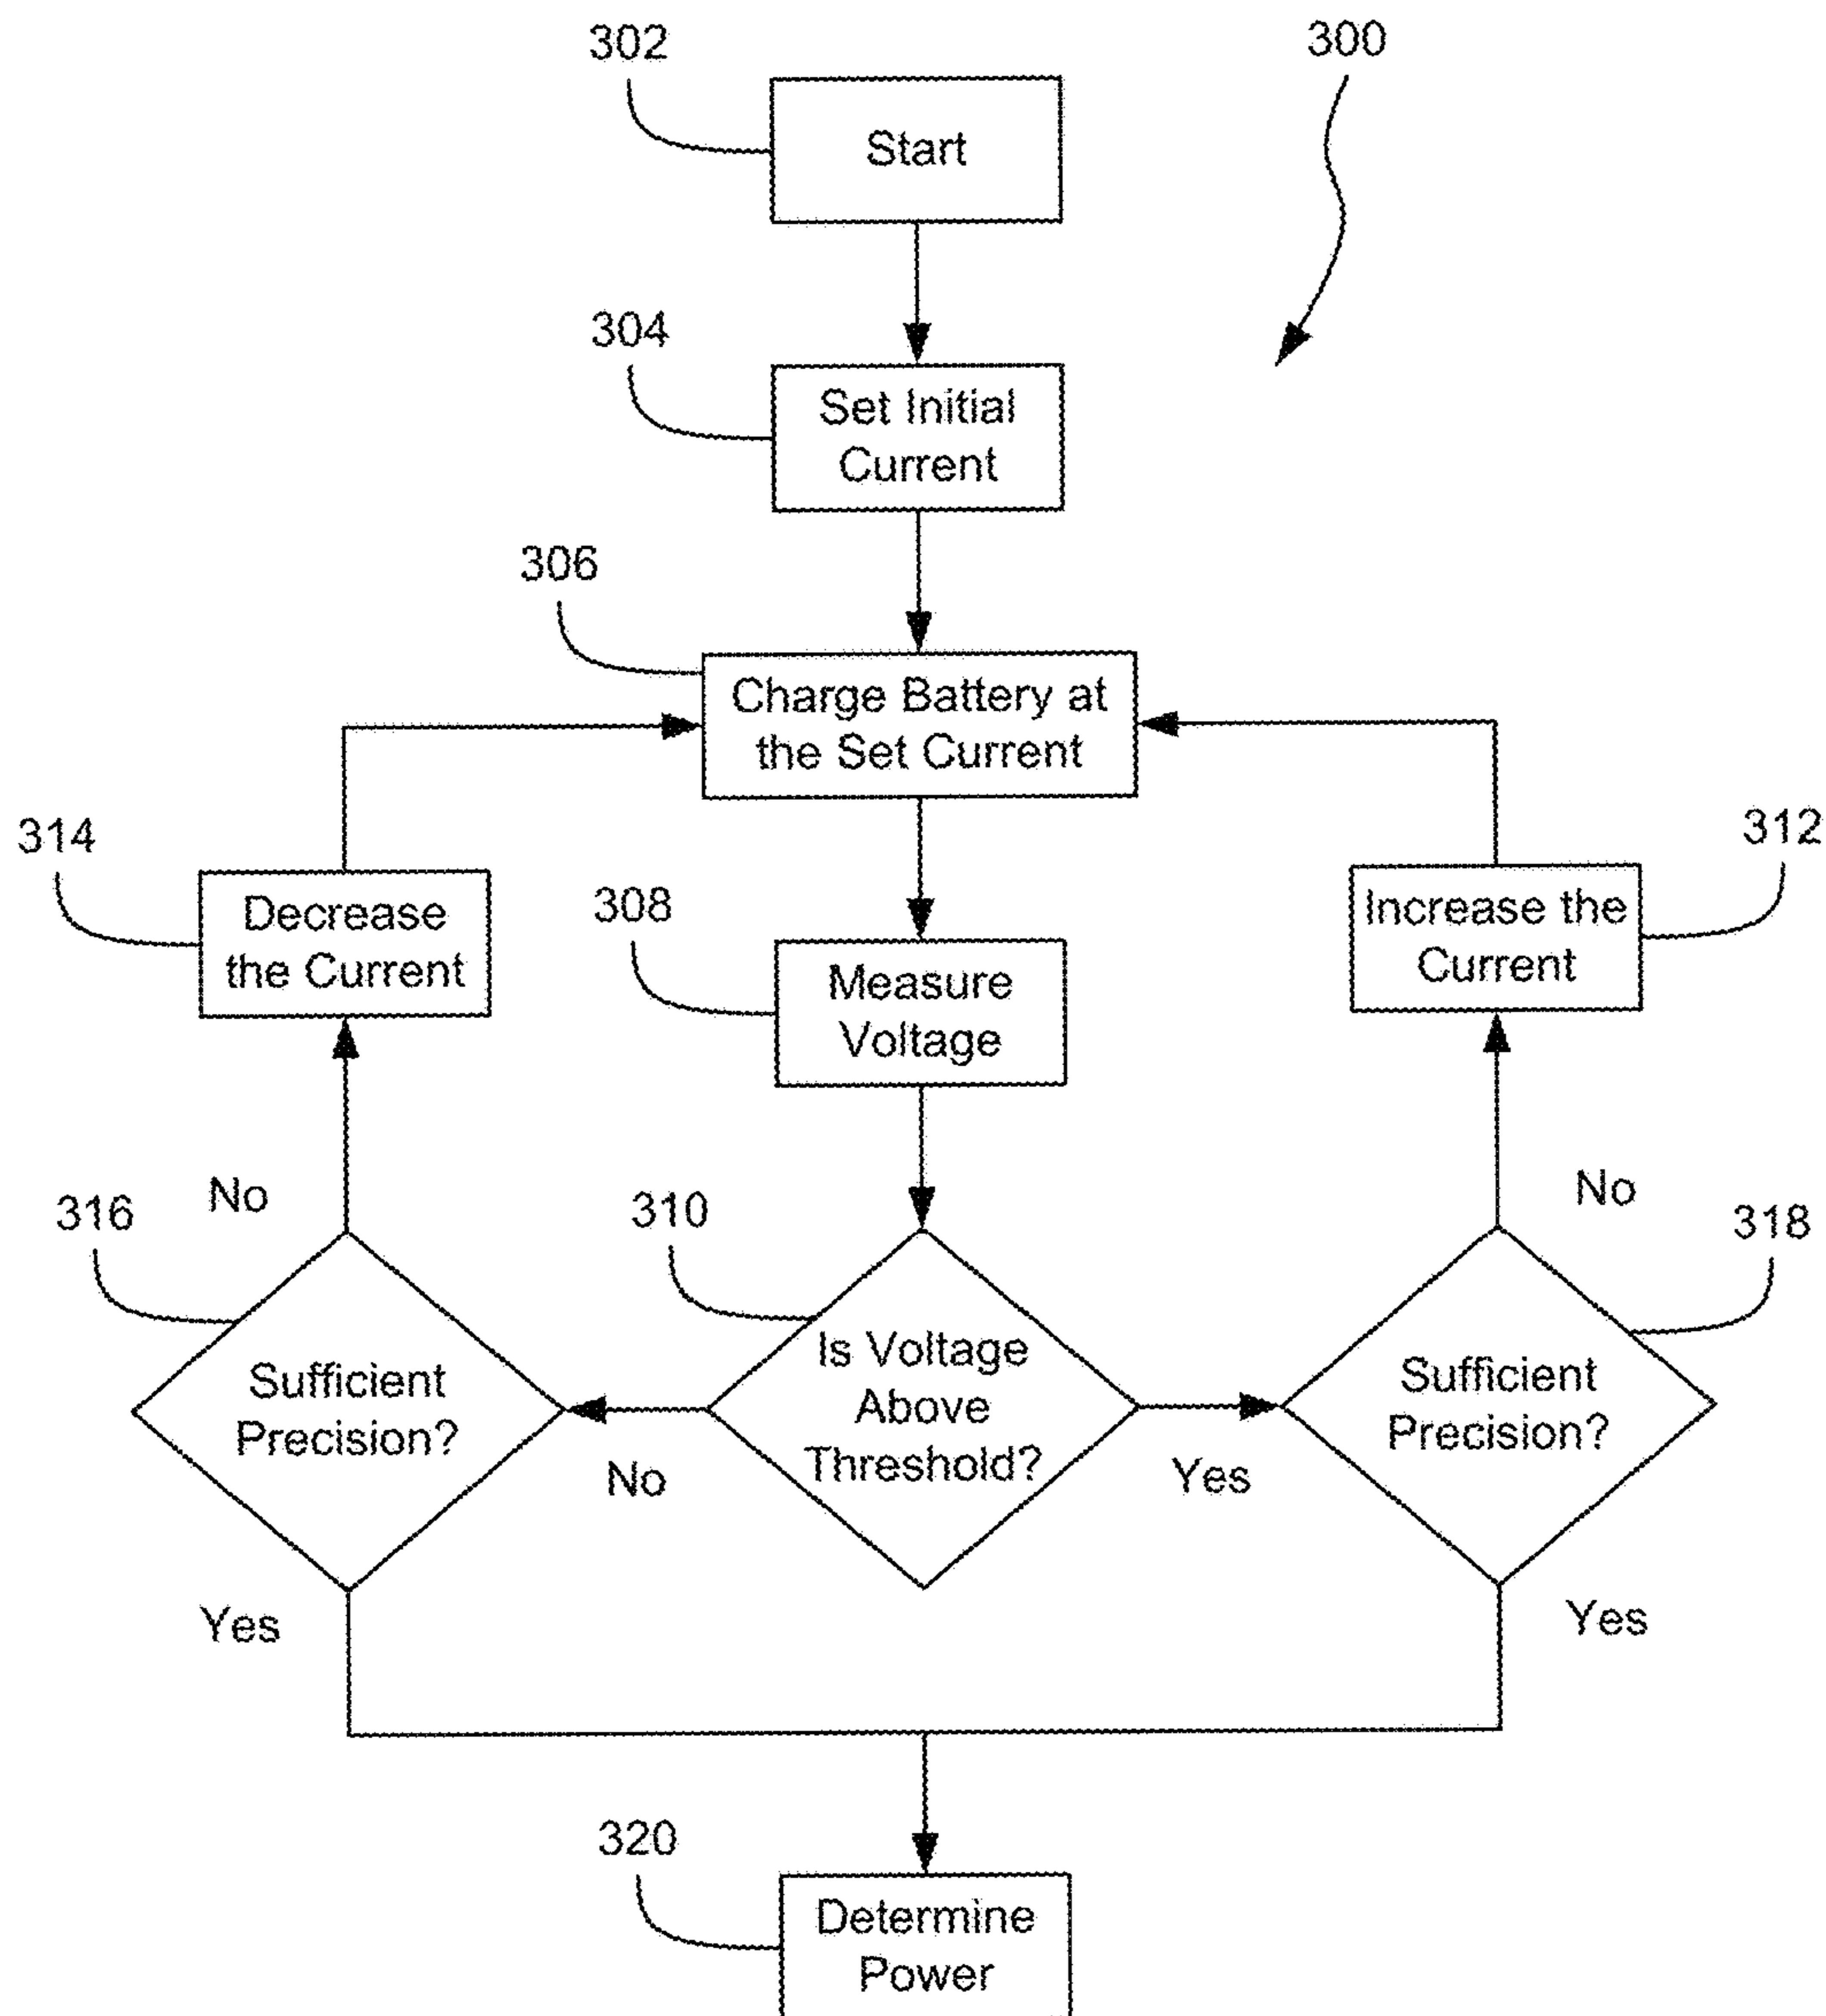 302
300
Start
304
Set Initial
Current
306
Charge Battery at
the Set Current
314
312
Decrease
the Current
308
Increase the
Current
Measure
Voltage
No
No
316
310
318
Sufficient
Precision?
Is Voltage
Above
Threshold?
Sufficient
Precision?
No
Yes
Yes
Yes
320
Determine
Power